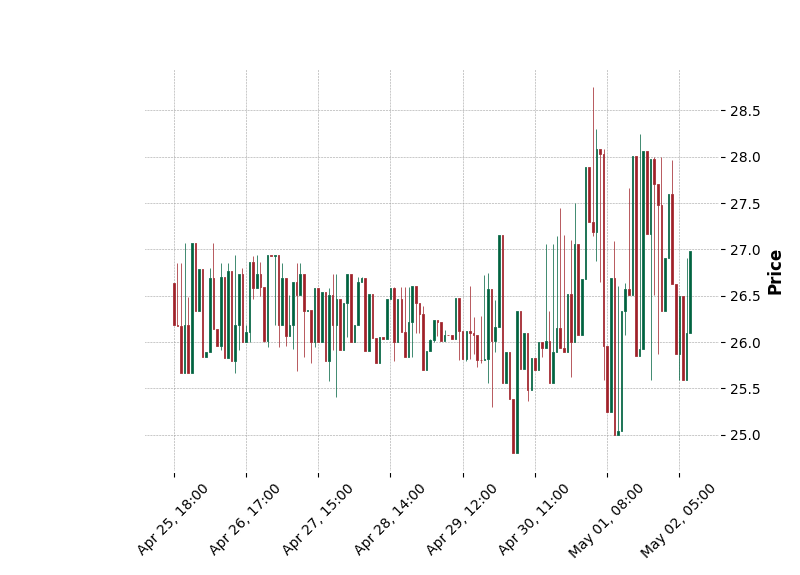 28.5
28.0
27.5
27.0
26.5
26.0
25.5
25.0
Price
Apr 25, 18:00
Apr 26, 17:00
Apr 27, 15:00
Apr 28, 14:00
Apr 29, 12:00
Apr 30, 11:00
May 01, 08:00
May 02, 05:00